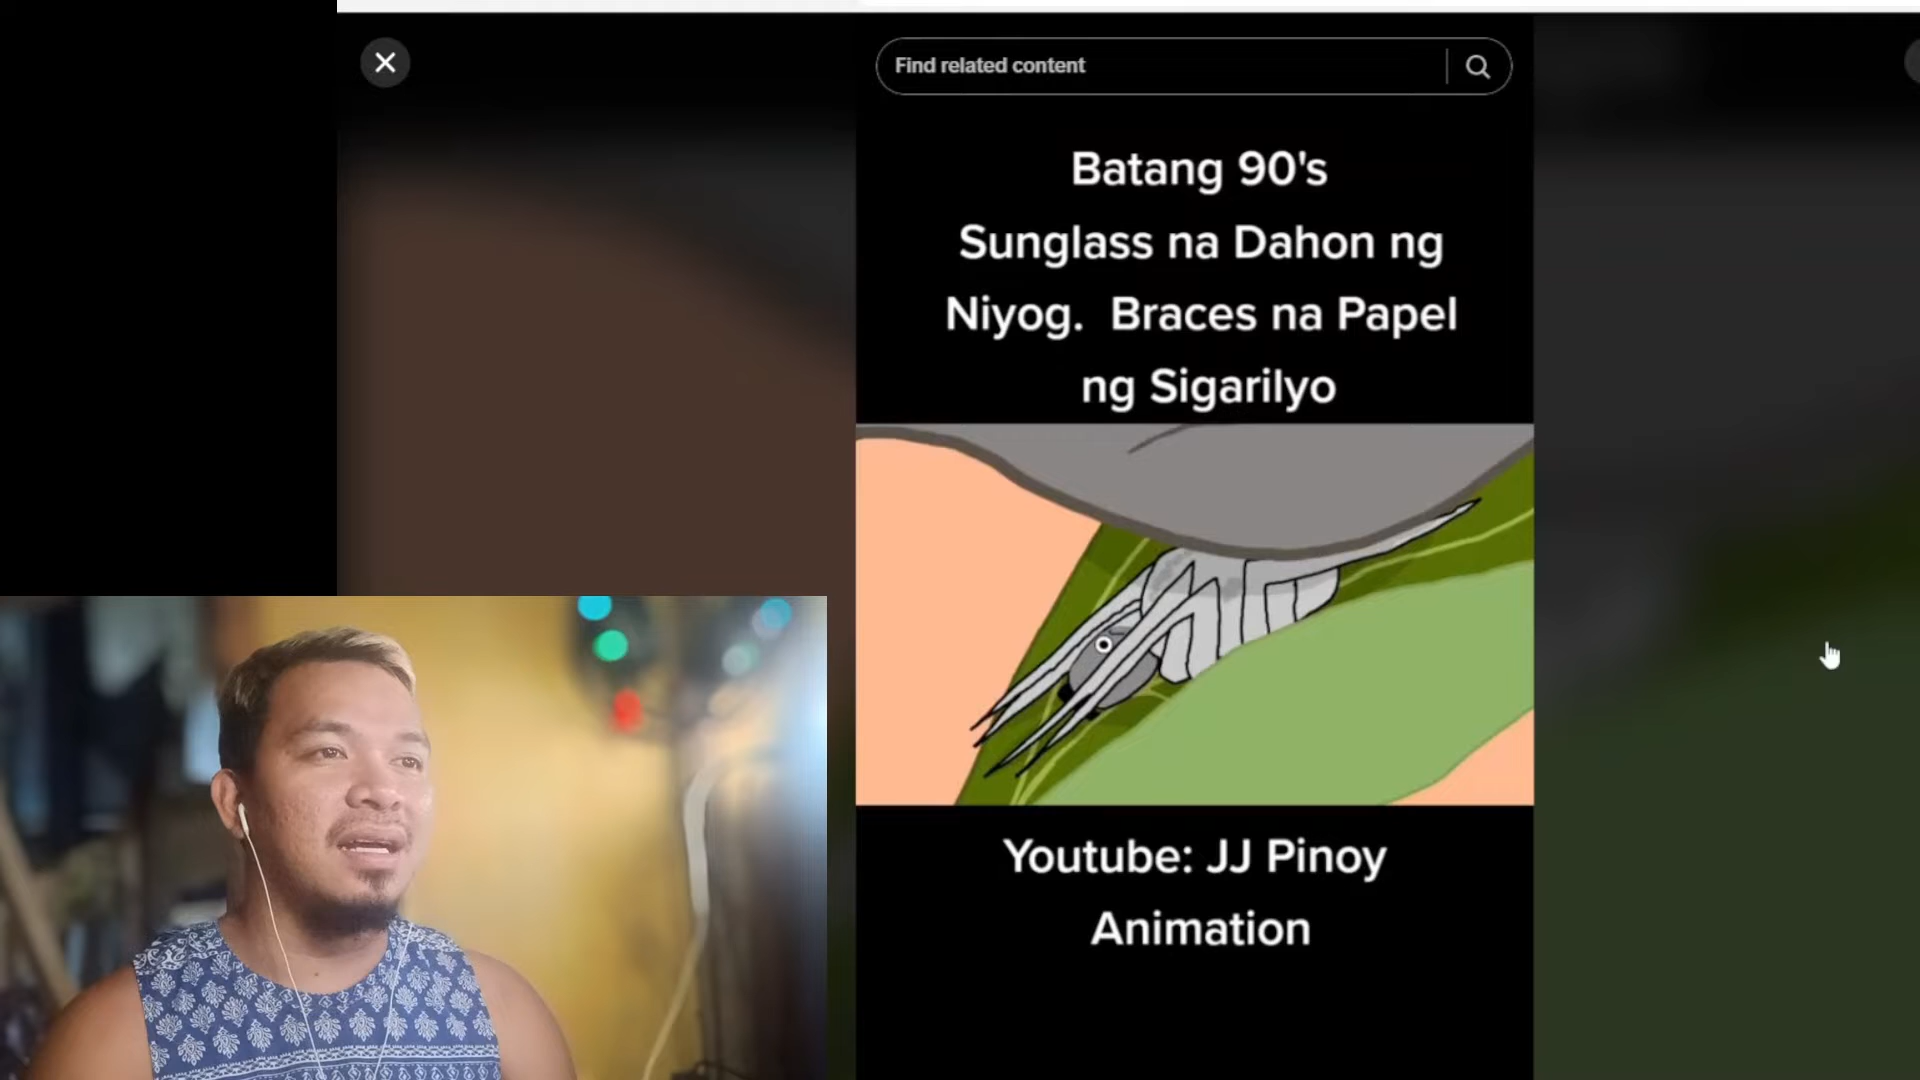 Find related content
Batang 90's
Sunglass na Dahon ng
Niyog. Braces na Papel
ng Sigarilyo
Youtube: JJ Pinoy
Animation